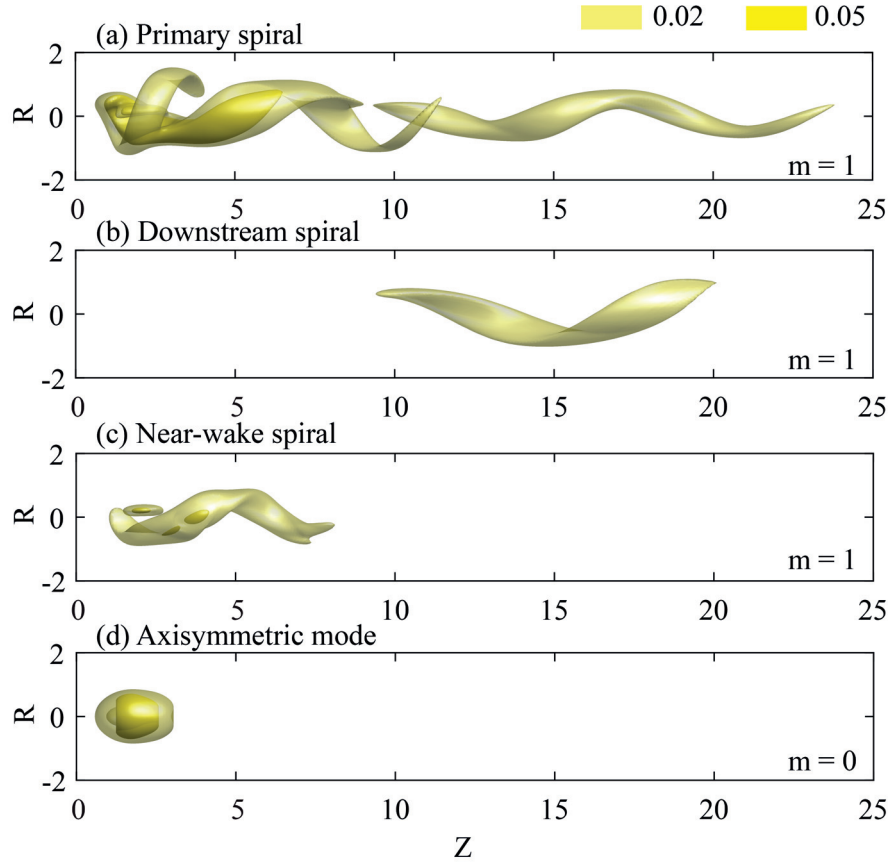 0.02 0.05
(a) Primary spiral
2
R 0
-2
m = 1
0 5 10 15 20 25
(b) Downstream spiral
2
R 0
-2
m = 1
0 5 10 15 20 25
(c) Near-wake spiral
2
R 0
-2
m = 1
0 5 10 15 20 25
(d) Axisymmetric mode
2
R 0
-2
m = 0
0 5 10 15 20 25
Z